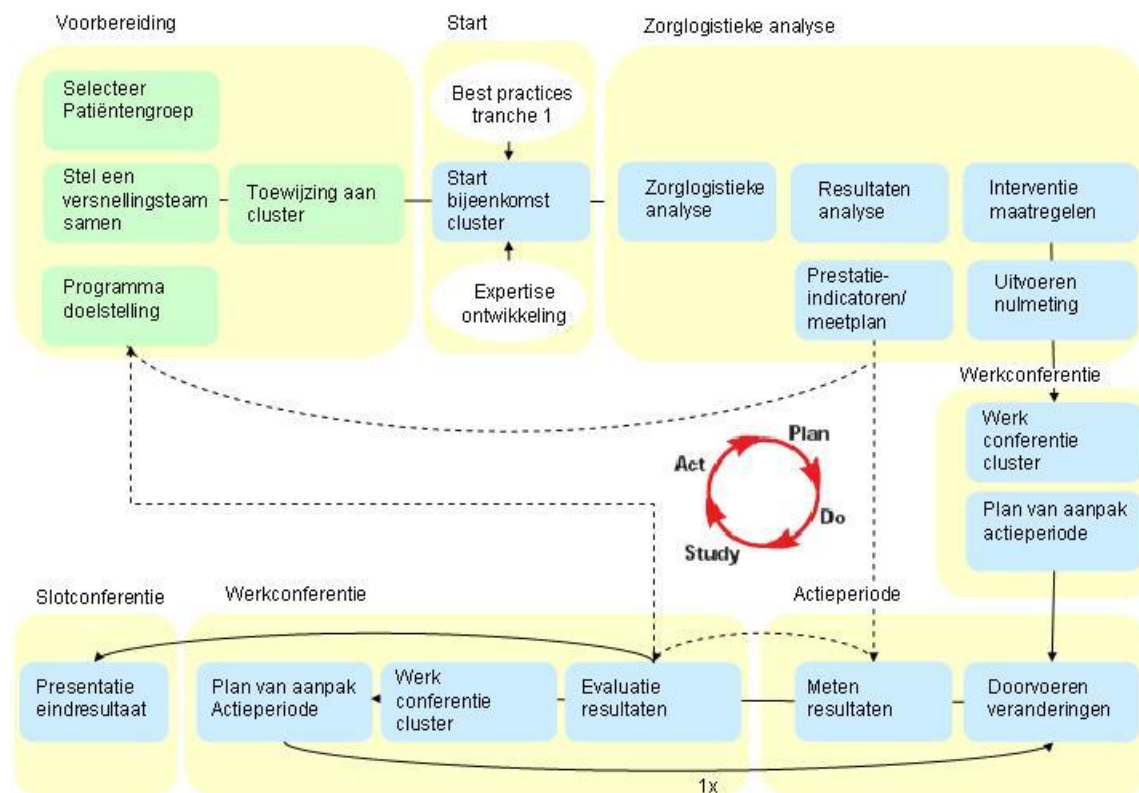 Voorbereiding
Start
Zorglogistieke analyse
Selecteer
Patiëntengroep
Best practices
tranche 1
Stel een
versnellingsteam
samen
Toewijzing aan
cluster
Start
bijeenkomst
cluster
Zorglogistieke
analyse
Resultaten
analyse
Interventie
maatregelen
Programma
doelstelling
Expertise
ontwikkeling
Prestatie-
indicatoren/
meetplan
Uitvoeren
nulmeting
Werkconferentie
Werk
conferentie
cluster
Plan van aanpak
actieperiode
Plan
Act
Do
Study
Slotconferentie
Werkconferentie
Actieperiode
Presentatie
eindresultaat
Plan van aanpak
Actieperiode
Werk
conferentie
cluster
Evaluatie
resultaten
Meten
resultaten
Doorvoeren
veranderingen
1x